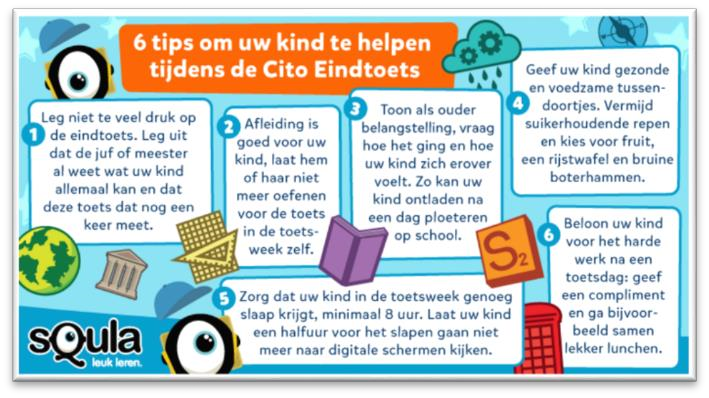 6 tips om uw kind te helpen
tijdens de Cito Eindtoets
1
Leg niet te veel druk op
de eindtoets. Leg uit
dat de juf of meester
al weet wat uw kind
allemaal kan en dat
deze toets dat nog een
keer meet.
2
Afleiding is
goed voor uw
kind, laat hem
of haar niet
meer oefenen
voor de toets
in de toets-
week zelf.
3
Toon als ouder
belangstelling, vraag
hoe het ging en hoe
uw kind zich erover
voelt. Zo kan uw
kind ontladen na
een dag ploeteren
op school.
4
Geef uw kind gezonde
en voedzame tussen-
doortjes. Vermijd
suikerhoudende repen
en kies voor fruit,
een rijstwafel en bruine
boterhammen.
5
Zorg dat uw kind in de toetsweek genoeg
slaap krijgt, minimaal 8 uur. Laat uw kind
een halfuur voor het slapen gaan niet
meer naar digitale schermen kijken.
6
Beloon uw kind
voor het harde
werk na een
toetsdag: geef
een compliment
en ga bijvoor-
beeld samen
lekker lunchen.
S2
sQula
leuk leren.